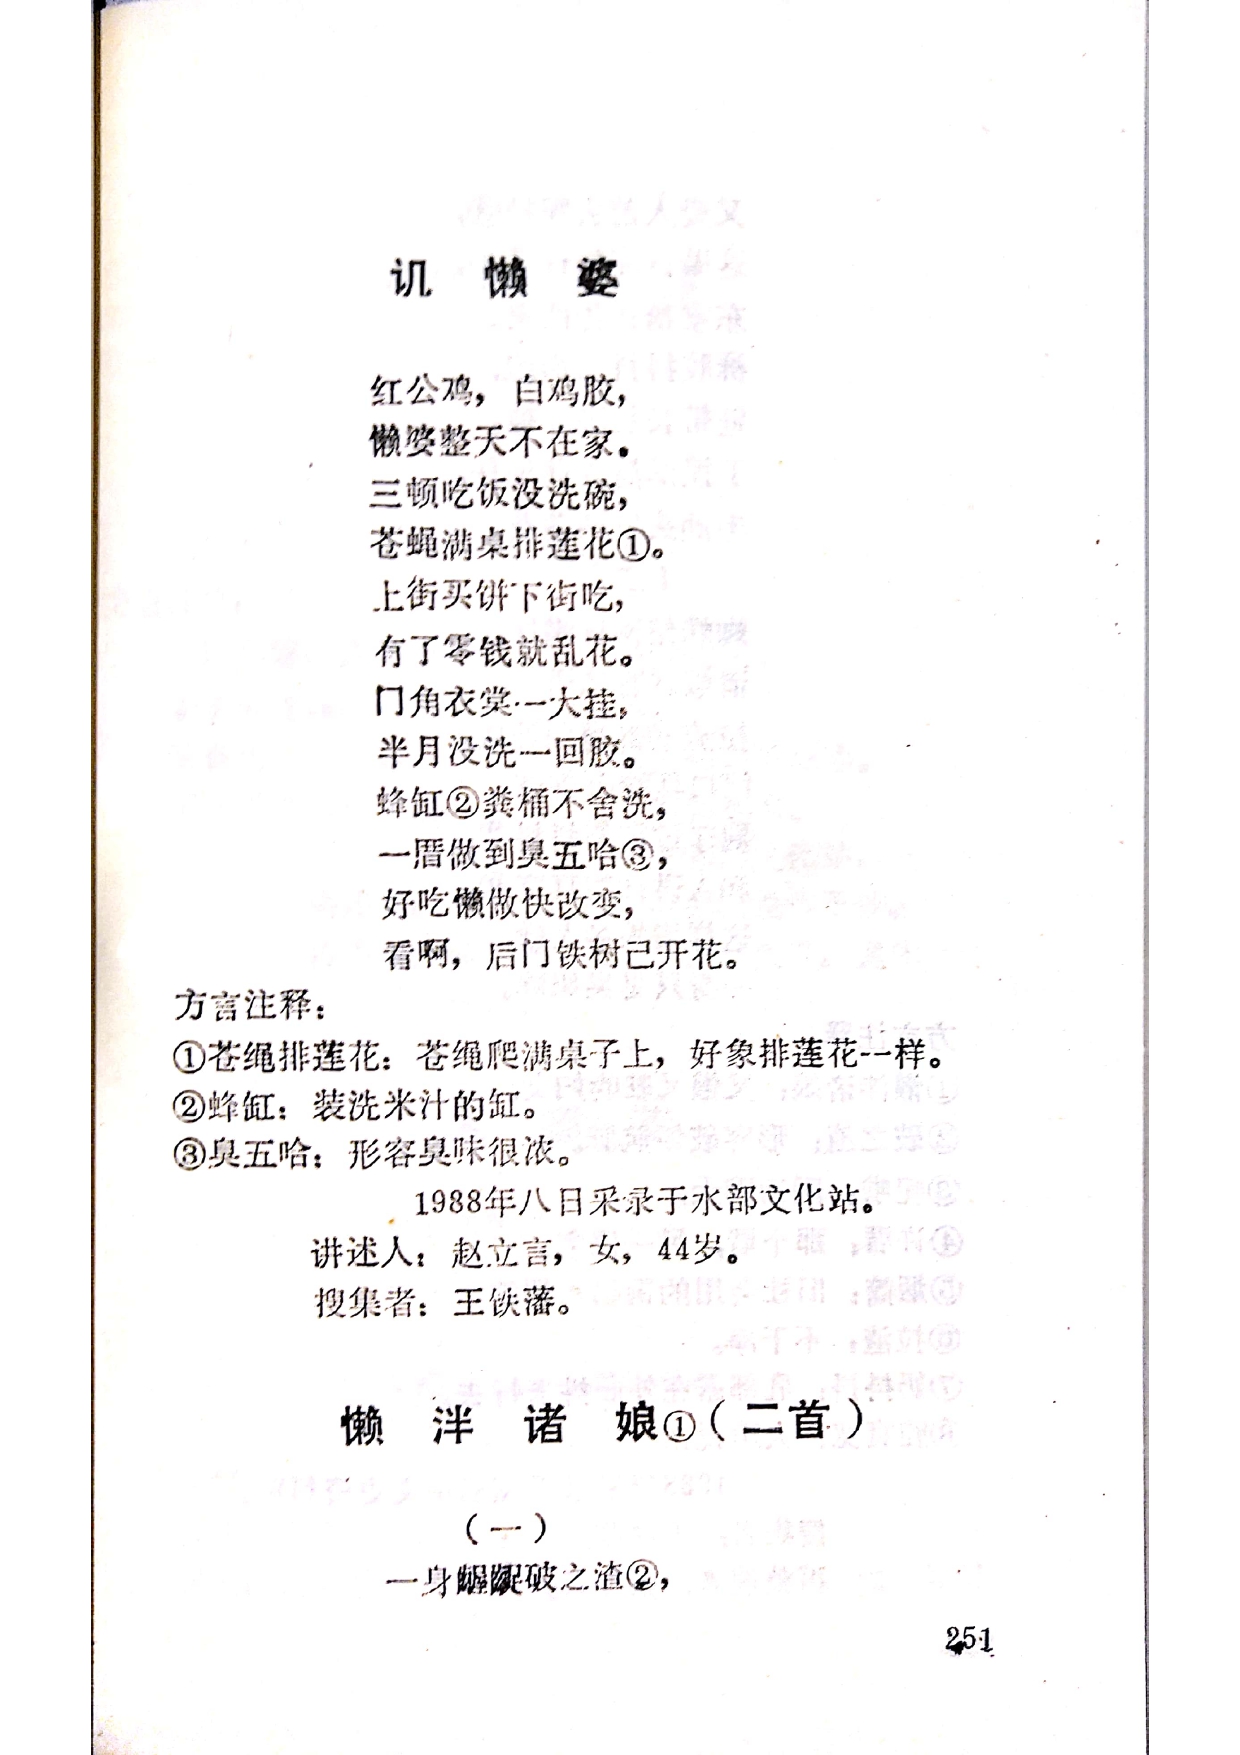 讥懒婆
红公鸡，白鸡胶，
懒婆整天不在家。
三顿吃饭没洗碗，
苍蝇满桌排莲花①。
上街买饼下街吃，
有了零钱就乱花。
门角衣裳一大挂，
半月没洗一回胶。
蜂缸②粪桶不舍洗，
一厝做到臭五哈③，
好吃懒做快改变，
看啊，后门铁树已开花。
方言注释：
①苍绳排莲花：苍绳爬满桌子上，好象排莲花一样。
②蜂缸：装洗米汁的缸。
③臭五哈：形容臭味很浓。
1988年八日采录于水部文化站。
讲述人：赵立言，女，44岁。
搜集者：王铁藩。
懒泮诸娘①（二首）
（一）
一身龌龊破之渣②，
251